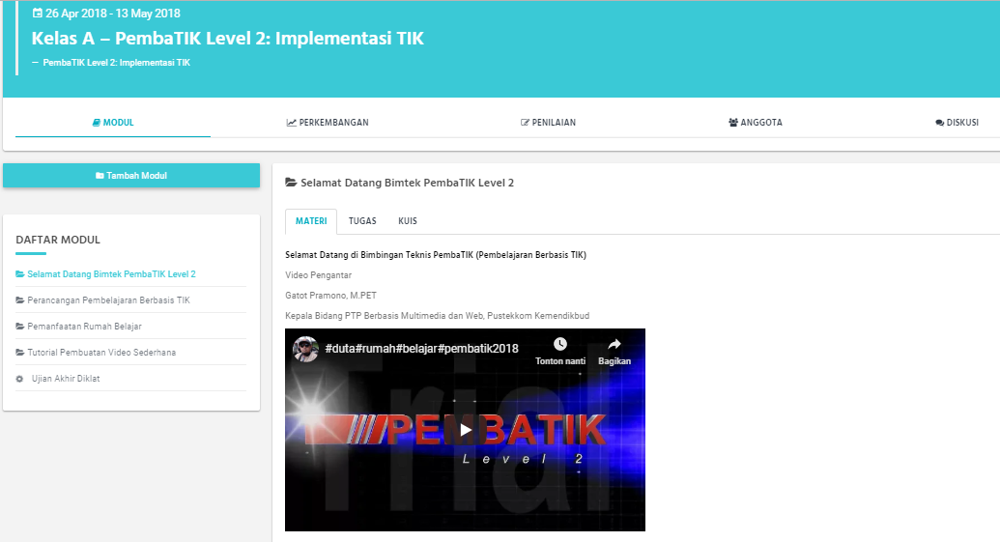 26 Apr 2018 - 13 May 2018
Kelas A – PembaTIK Level 2: Implementasi TIK
— PembaTIK Level 2: Implementasi TIK
MODUL PERKEMBANGAN PENILAIAN ANGGOTA DISKUSI
Tambah Modul
DAFTAR MODUL
Selamat Datang Bimtek PembaTIK Level 2
Perancangan Pembelajaran Berbasis TIK
Pemanfaatan Rumah Belajar
Tutorial Pembuatan Video Sederhana
Ujian Akhir Diklat
Selamat Datang Bimtek PembaTIK Level 2
MATERI TUGAS KUIS
Selamat Datang di Bimbingan Teknis PembaTIK (Pembelajaran Berbasis TIK)
Video Pengantar
Gatot Pramono, M.PET
Kepala Bidang PTP Berbasis Multimedia dan Web, Pustekkom Kemendikbud
#duta#rumah#belajar#pembatik2018
Tonton nanti Bagikan
Trial
PEMBATIK
Level 2